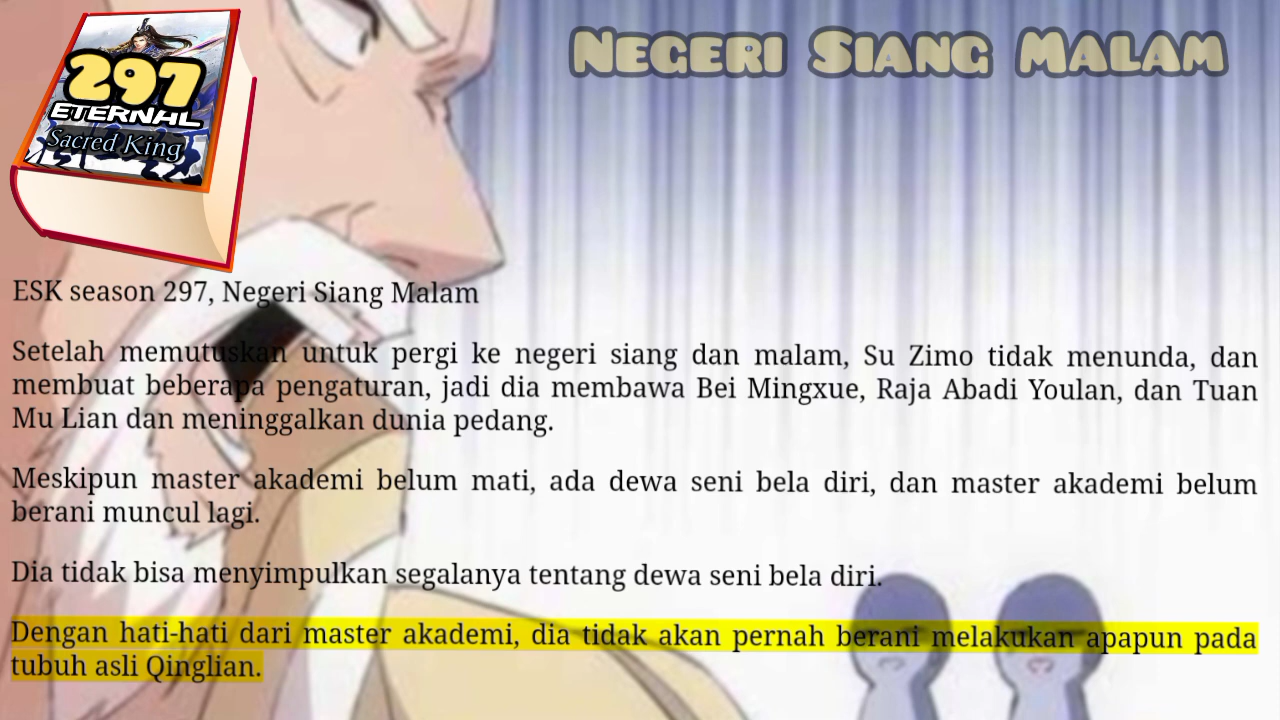 297
ETERNAL
Sacred King
Negeri Siang Malam
ESK season 297, Negeri Siang Malam
Setelah memutuskan untuk pergi ke negeri siang dan malam, Su Zimo tidak menunda, dan
membuat beberapa pengaturan, jadi dia membawa Bei Mingxue, Raja Abadi Youlan, dan Tuan
Mu Lian dan meninggalkan dunia pedang.
Meskipun master akademi belum mati, ada dewa seni bela diri, dan master akademi belum
berani muncul lagi.
Dia tidak bisa menyimpulkan segalanya tentang dewa seni bela diri.
Dengan hati-hati dari master akademi, dia tidak akan pernah berani melakukan apapun pada
tubuh asli Qinglian.